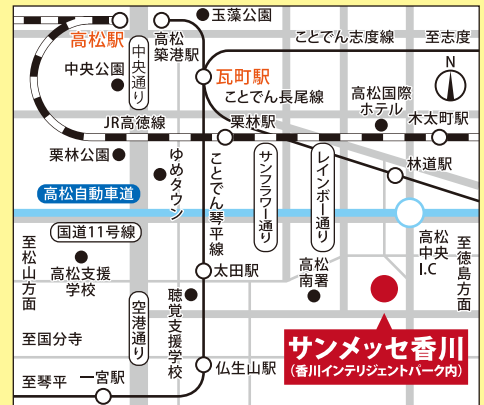 玉藻公園
高松駅
高松
築港駅
ことでん志度線
至志度
中央公園
中央通り
瓦町駅
N
ことでん長尾線
高松国際
ホテル
JR高徳線
栗林駅
木太町駅
栗林公園
ゆめタウン
ことでん琴平線
サンフラワー通り
レインボー通り
林道駅
高松自動車道
国道11号線
至松山方面
高松支援
学校
太田駅
高松
南署
高松
中央
I.C
至徳島方面
空港通り
聴覚支援学校
至国分寺
サンメッセ香川
(香川インテリジェントパーク内)
至琴平
一宮駅
仏生山駅